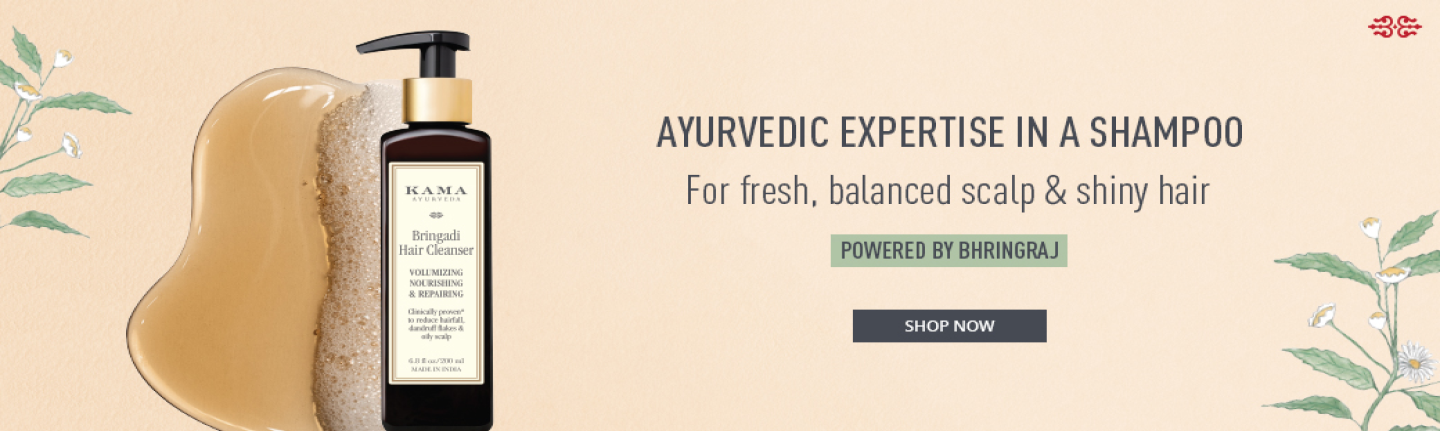 KAMA
AYURVEDA
Bringadi
Hair Cleanser
VOLUMIZING
NOURISHING
& REPAIRING
Clinically proven*
to reduce hairfall,
dandruff flakes &
oily scalp
6.8 fl oz/200 ml
MADE IN INDIA
AYURVEDIC EXPERTISE IN A SHAMPOO
For fresh, balanced scalp & shiny hair
POWERED BY BHRINGRAJ
SHOP NOW